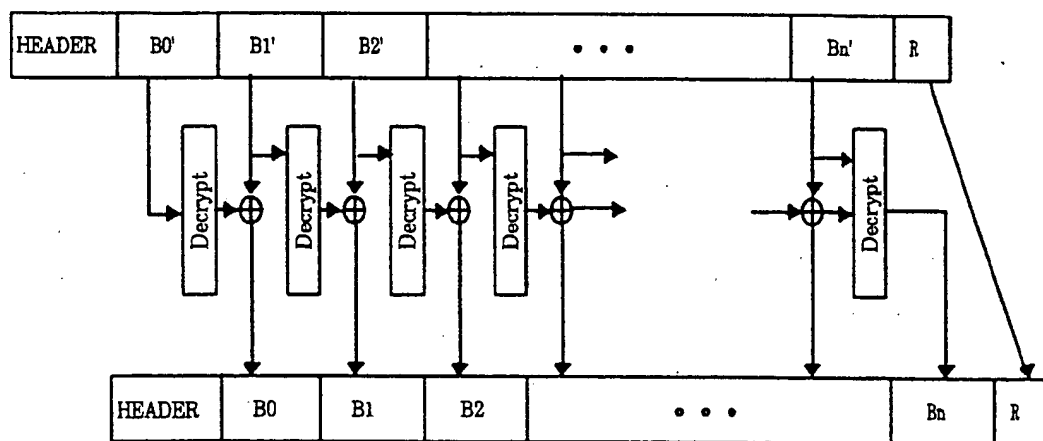 HEADER B0' B1' B2' • • • Bn' R
Decrypt Decrypt Decrypt Decrypt Decrypt
HEADER B0 B1 B2 • • • Bn R